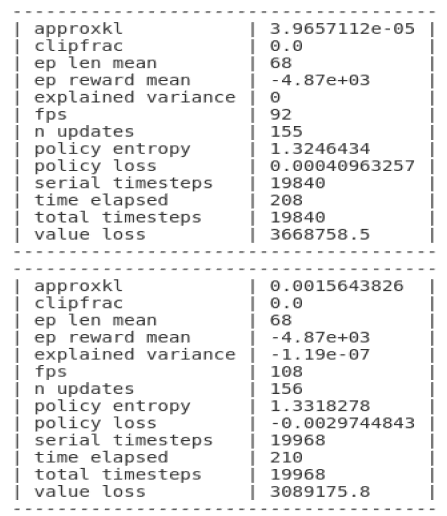 --------------------------------------
| approxkl | 3.9657112e-05 |
| clipfrac | 0.0 |
| ep len mean | 68 |
| ep reward mean | -4.87e+03 |
| explained variance | 0 |
| fps | 92 |
| n updates | 155 |
| policy entropy | 1.3246434 |
| policy loss | 0.00040963257 |
| serial timesteps | 19840 |
| time elapsed | 208 |
| total timesteps | 19840 |
| value loss | 3668758.5 |
--------------------------------------
--------------------------------------
| approxkl | 0.0015643826 |
| clipfrac | 0.0 |
| ep len mean | 68 |
| ep reward mean | -4.87e+03 |
| explained variance | -1.19e-07 |
| fps | 108 |
| n updates | 156 |
| policy entropy | 1.3318278 |
| policy loss | -0.0029744843 |
| serial timesteps | 19968 |
| time elapsed | 210 |
| total timesteps | 19968 |
| value loss | 3089175.8 |
--------------------------------------